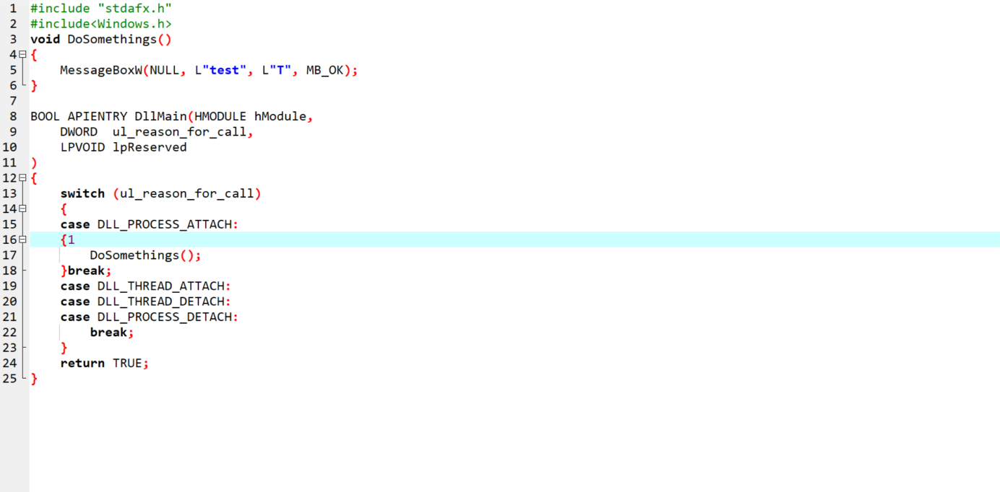 1 #include "stdafx.h"
2 #include<Windows.h>
3 void DoSomethings()
4 {
5     MessageBoxW(NULL, L"test", L"T", MB_OK);
6 }
7
8 BOOL APIENTRY DllMain(HMODULE hModule,
9     DWORD  ul_reason_for_call,
10     LPVOID lpReserved
11 )
12 {
13     switch (ul_reason_for_call)
14     {
15     case DLL_PROCESS_ATTACH:
16     {1
17         DoSomethings();
18     }break;
19     case DLL_THREAD_ATTACH:
20     case DLL_THREAD_DETACH:
21     case DLL_PROCESS_DETACH:
22         break;
23     }
24     return TRUE;
25 }